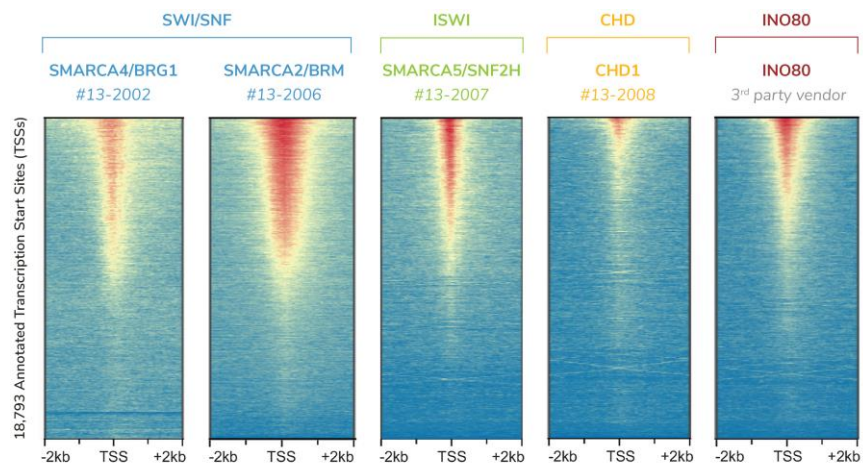 SWI/SNF
ISWI
CHD
INO80
SMARCA4/BRG1
#13-2002
SMARCA2/BRM
#13-2006
SMARCA5/SNF2H
#13-2007
CHD1
#13-2008
INO80
3rd party vendor
18,793 Annotated Transcription Start Sites (TSSs)
-2kb TSS +2kb
-2kb TSS +2kb
-2kb TSS +2kb
-2kb TSS +2kb
-2kb TSS +2kb